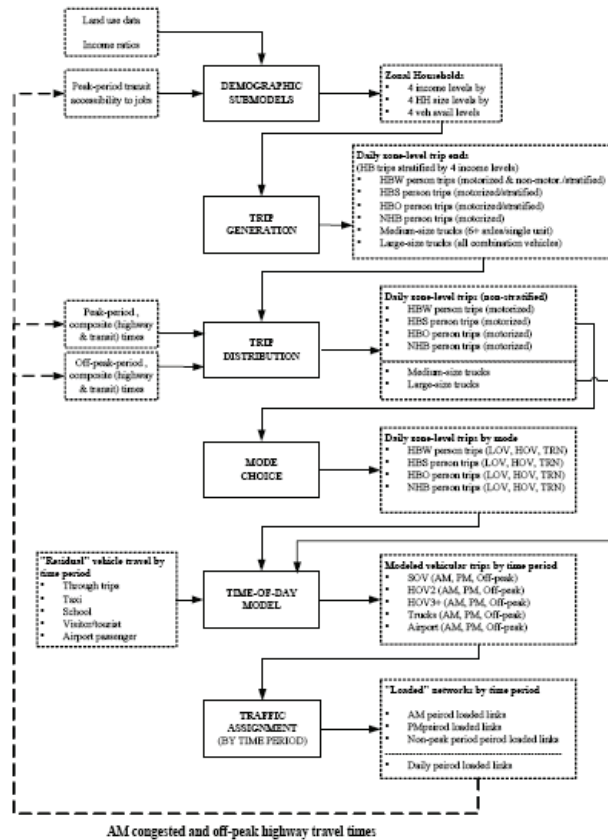 Land use data
Income ratios
Peak-period transit
accessibility to jobs
DEMOGRAPHIC
SUBMODELS
Zonal Households
▪ 4 income levels by
▪ 4 HH size levels by
▪ 4 veh avail levels
TRIP
GENERATION
Daily zone-level trip ends
(HB trips stratified by 4 income levels)
▪ HBW person trips (motorized & non-motor./stratified)
▪ HBS person trips (motorized/stratified)
▪ HBO person trips (motorized/stratified)
▪ NHB person trips (motorized)
▪ Medium-size trucks (6+ axles/single unit)
▪ Large-size trucks (all combination vehicles)
Peak-period ,
composite (highway
& transit) times
Off-peak-period ,
composite (highway
& transit) times
TRIP
DISTRIBUTION
Daily zone-level trips (non-stratified)
▪ HBW person trips (motorized)
▪ HBS person trips (motorized)
▪ HBO person trips (motorized)
▪ NHB person trips (motorized)
▪ Medium-size trucks
▪ Large-size trucks
MODE
CHOICE
Daily zone-level trips by mode
▪ HBW person trips (LOV, HOV, TRN)
▪ HBS person trips (LOV, HOV, TRN)
▪ HBO person trips (LOV, HOV, TRN)
▪ NHB person trips (LOV, HOV, TRN)
"Residual" vehicle travel by
time period
▪ Through trips
▪ Taxi
▪ School
▪ Visitor/tourist
▪ Airport passenger
TIME-OF-DAY
MODEL
Modeled vehicular trips by time period
▪ SOV (AM, PM, Off-peak)
▪ HOV2 (AM, PM, Off-peak)
▪ HOV3+ (AM, PM, Off-peak)
▪ Trucks (AM, PM, Off-peak)
▪ Airport (AM, PM, Off-peak)
TRAFFIC
ASSIGNMENT
(BY TIME PERIOD)
"Loaded" networks by time period
▪ AM peirod loaded links
▪ PMpeirod loaded links
▪ Non-peak period peirod loaded links
▪ Daily peirod loaded links
AM congested and off-peak highway travel times